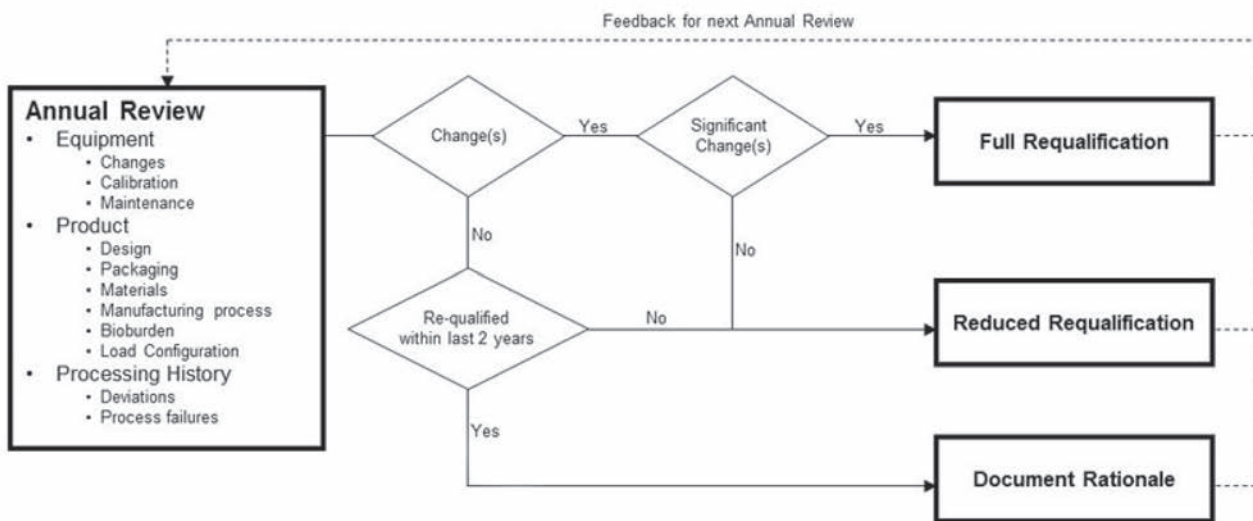 Feedback for next Annual Review
Annual Review
• Equipment
• Changes
• Calibration
• Maintenance
• Product
• Design
• Packaging
• Materials
• Manufacturing process
• Bioburden
• Load Configuration
• Processing History
• Deviations
• Process failures
Change(s)
Yes
Significant
Change(s)
Yes
Full Requalification
No
No
Re-qualified
within last 2 years
No
Reduced Requalification
Yes
Document Rationale